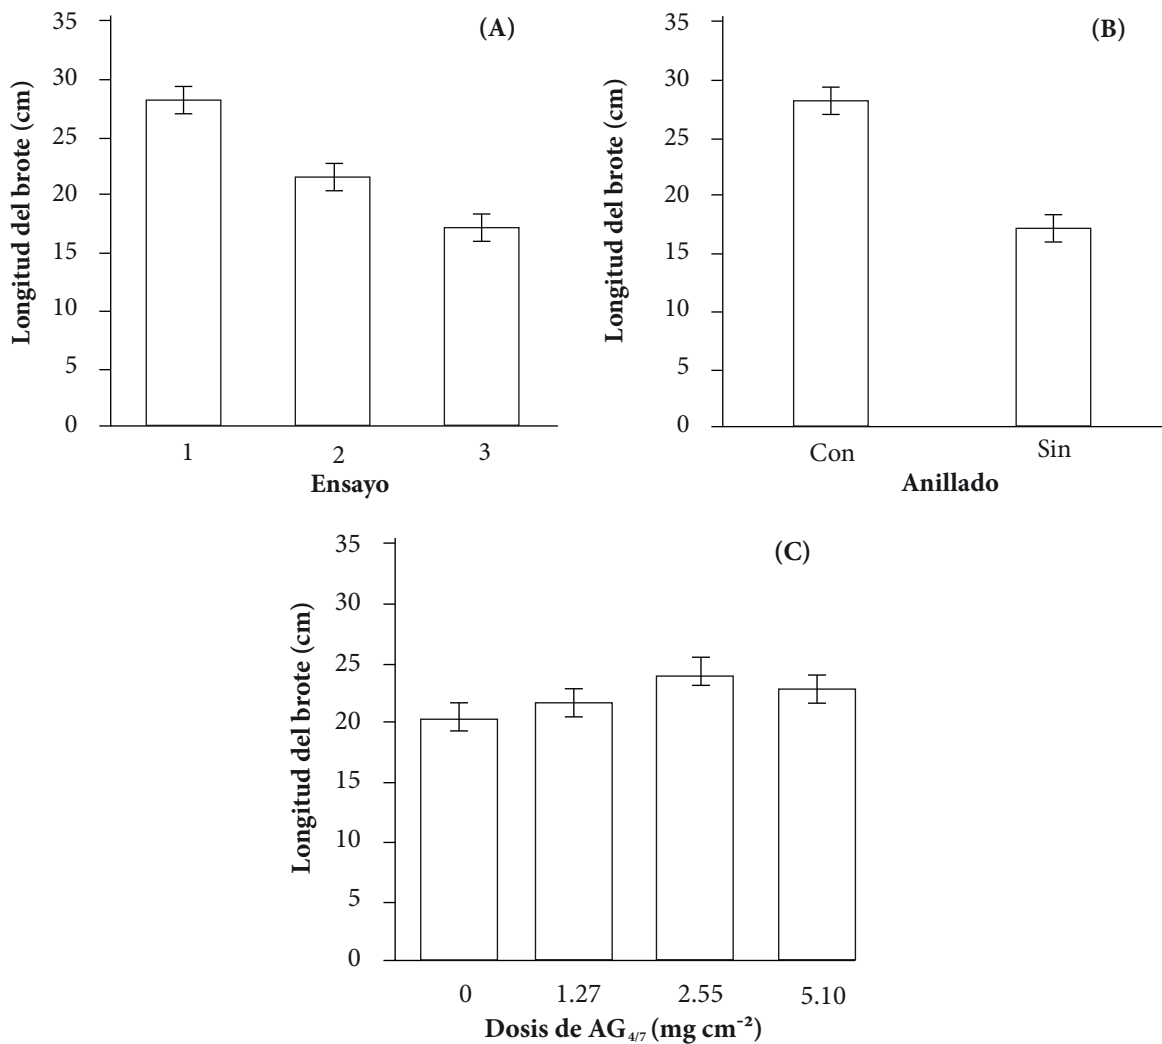 (A)
Longitud del brote (cm)
35
30
25
20
15
10
5
0
1
2
3
Ensayo
(B)
Longitud del brote (cm)
35
30
25
20
15
10
5
0
Con
Sin
Anillado
(C)
Longitud del brote (cm)
35
30
25
20
15
10
5
0
0
1.27
2.55
5.10
Dosis de AG₄/₇ (mg cm⁻²)